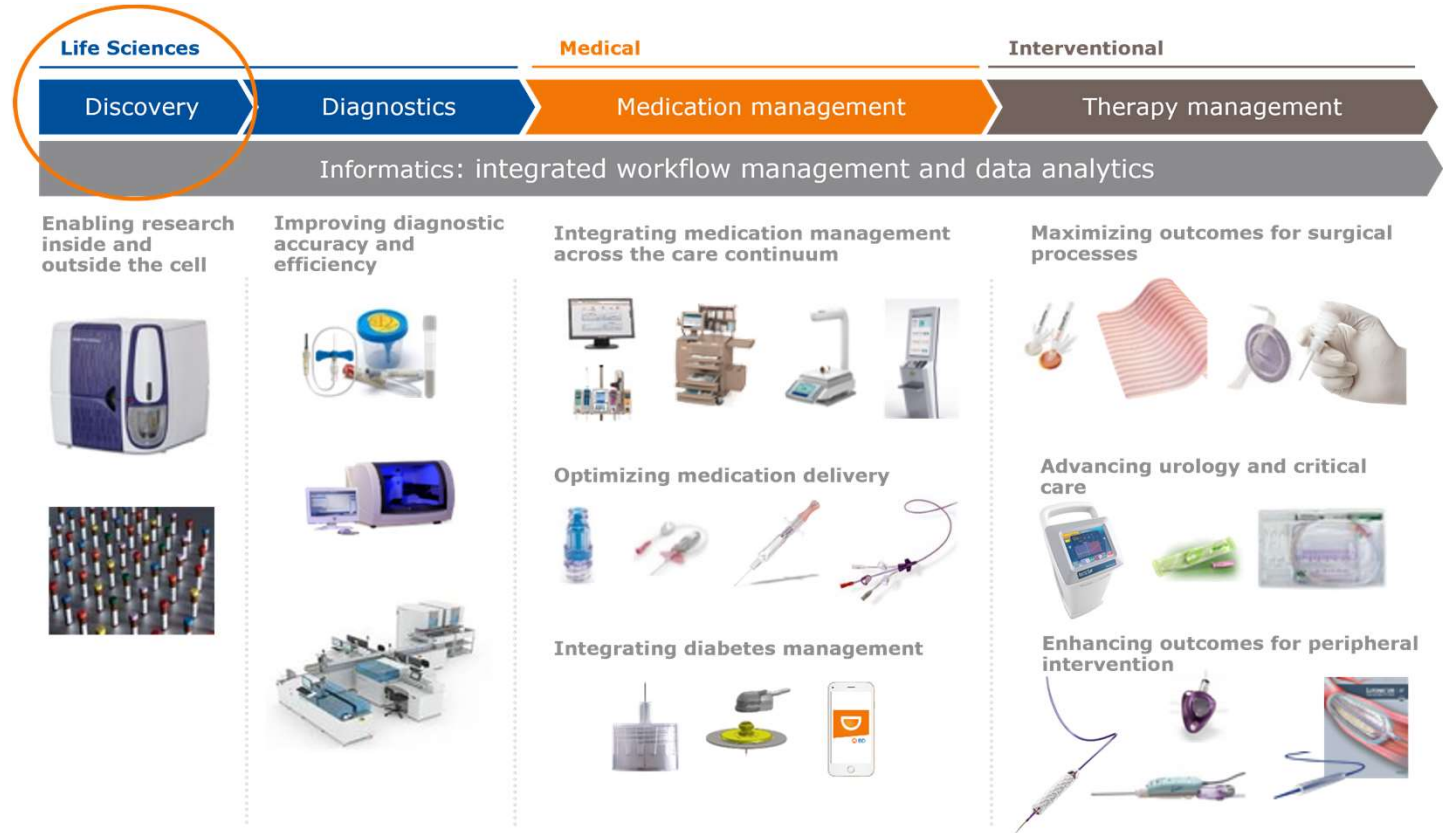 Life Sciences
Medical
Interventional
Discovery
Diagnostics
Medication management
Therapy management
Informatics: integrated workflow management and data analytics
Enabling research
inside and
outside the cell
Improving diagnostic
accuracy and
efficiency
Integrating medication management
across the care continuum
Optimizing medication delivery
Integrating diabetes management
Maximizing outcomes for surgical
processes
Advancing urology and critical
care
Enhancing outcomes for peripheral
intervention
BD